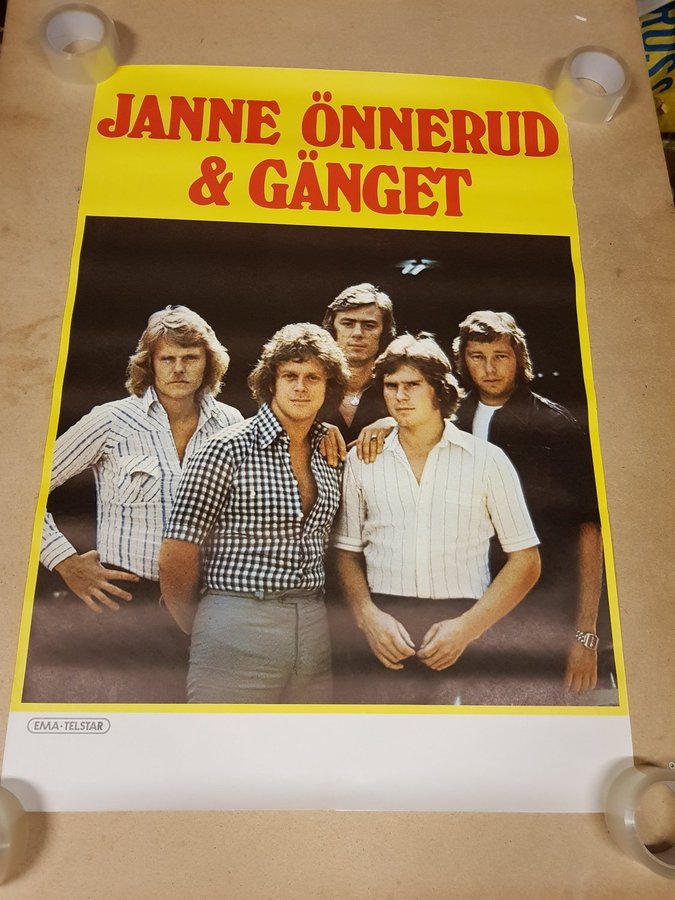 JANNE ÖNNERUD
& GÄNGET
EMA·TELSTAR